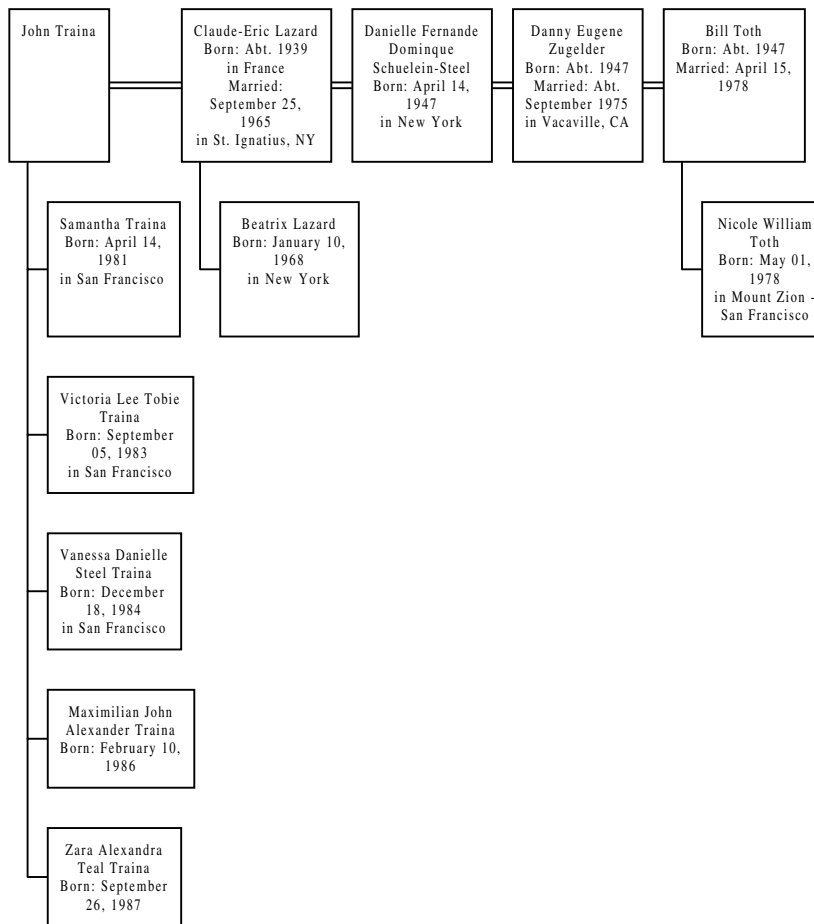 John Traina
Claude-Eric Lazard
Born: Abt. 1939
in France
Married:
September 25,
1965
in St. Ignatius, NY
Danielle Fernande
Dominque
Schuelein-Steel
Born: April 14,
1947
in New York
Danny Eugene
Zugelder
Born: Abt. 1947
Married: Abt.
September 1975
in Vacaville, CA
Bill Toth
Born: Abt. 1947
Married: April 15,
1978
Samantha Traina
Born: April 14,
1981
in San Francisco
Beatrix Lazard
Born: January 10,
1968
in New York
Nicole William
Toth
Born: May 01,
1978
in Mount Zion -
San Francisco
Victoria Lee Tobie
Traina
Born: September
05, 1983
in San Francisco
Vanessa Danielle
Steel Traina
Born: December
18, 1984
in San Francisco
Maximilian John
Alexander Traina
Born: February 10,
1986
Zara Alexandra
Teal Traina
Born: September
26, 1987